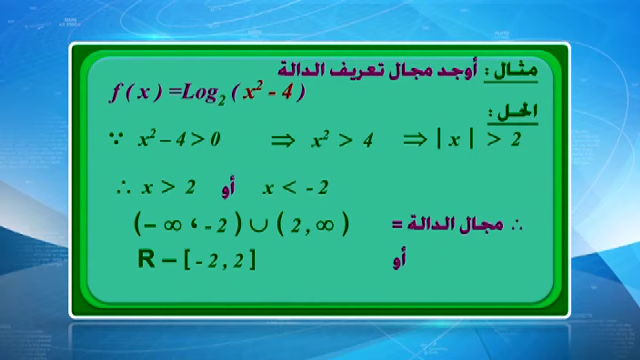 مثال : أوجد مجال تعريف الدالة
f ( x ) =Log₂ ( x² - 4 )
الحل :
∵ x² – 4 > 0 ⇒ x² > 4 ⇒ | x | > 2
∴ x > 2 أو x < - 2
∴ مجال الدالة = (– ∞ ، - 2 ) ∪ ( 2 , ∞ )
أو R – [ - 2 , 2 ]